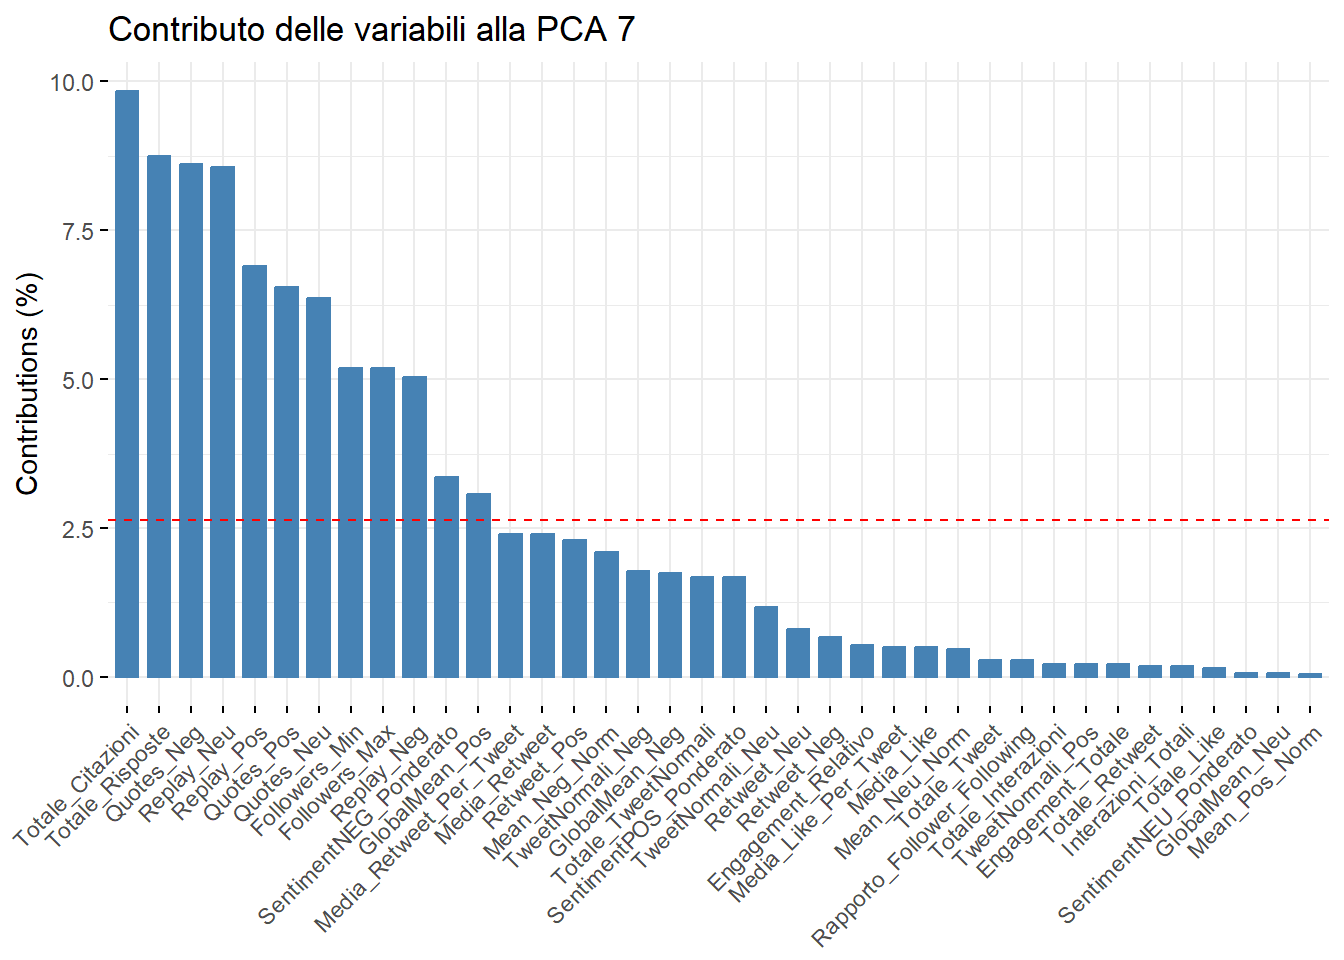 Contributo delle variabili alla PCA 7
Contributions (%)
10.0
7.5
5.0
2.5
0.0
Totale_Citazioni
Totale_Risposte
Quotes_Neg
Replay_Neu
Replay_Pos
Quotes_Pos
Quotes_Neu
Followers_Min
Followers_Max
Replay_Neg
SentimentNEG_Ponderato
GlobalMean_Pos
Media_Retweet_Per_Tweet
Media_Retweet
Retweet_Pos
Mean_Neg_Norm
TweetNormali_Neg
GlobalMean_Neg
Totale_TweetNormali
SentimentPOS_Ponderato
TweetNormali_Neu
Retweet_Neu
Retweet_Neg
Engagement_Relativo
Media_Like_Per_Tweet
Media_Like
Mean_Neu_Norm
Totale_Tweet
Rapporto_Follower_Following
Totale_Interazioni
TweetNormali_Pos
Engagement_Totale
Totale_Retweet
Interazioni_Totali
Totale_Like
SentimentNEU_Ponderato
GlobalMean_Neu
Mean_Pos_Norm